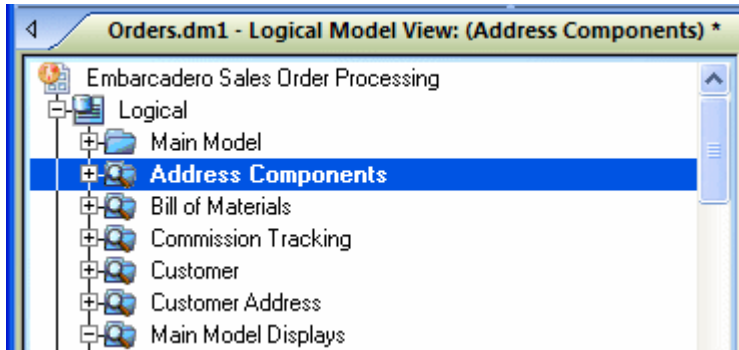 Orders.dm1 - Logical Model View: (Address Components) *
Embarcadero Sales Order Processing
Logical
Main Model
Address Components
Bill of Materials
Commission Tracking
Customer
Customer Address
Main Model Displays